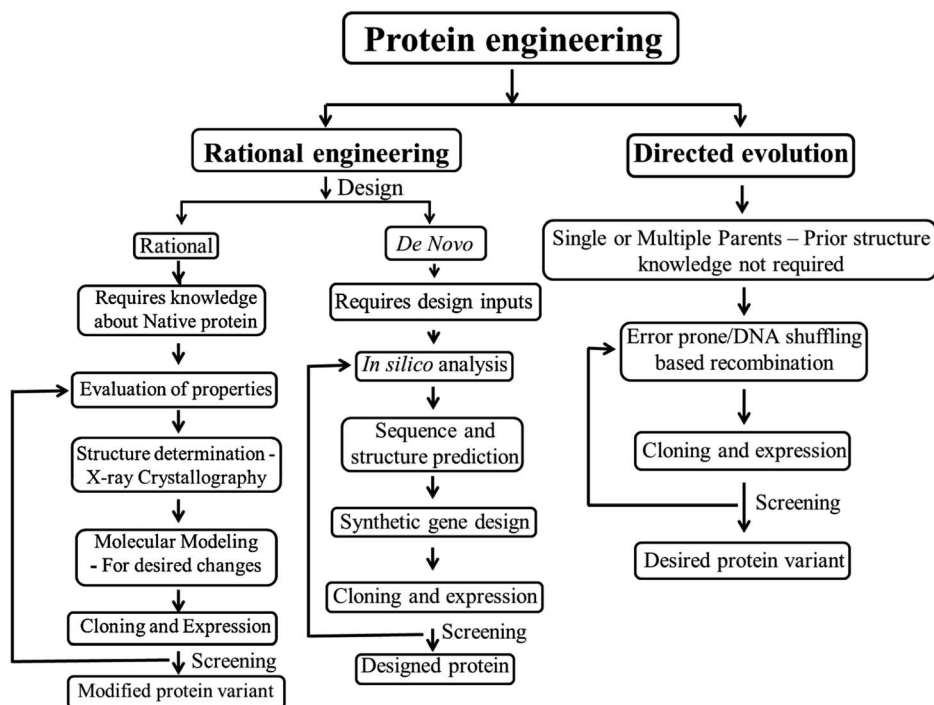 Protein engineering
Rational engineering
Directed evolution
Design
Rational
De Novo
Single or Multiple Parents – Prior structure
knowledge not required
Requires knowledge
about Native protein
Requires design inputs
Error prone/DNA shuffling
based recombination
Evaluation of properties
In silico analysis
Structure determination -
X-ray Crystallography
Sequence and
structure prediction
Cloning and expression
Screening
Molecular Modeling
- For desired changes
Synthetic gene design
Desired protein variant
Cloning and Expression
Cloning and expression
Screening
Screening
Modified protein variant
Designed protein